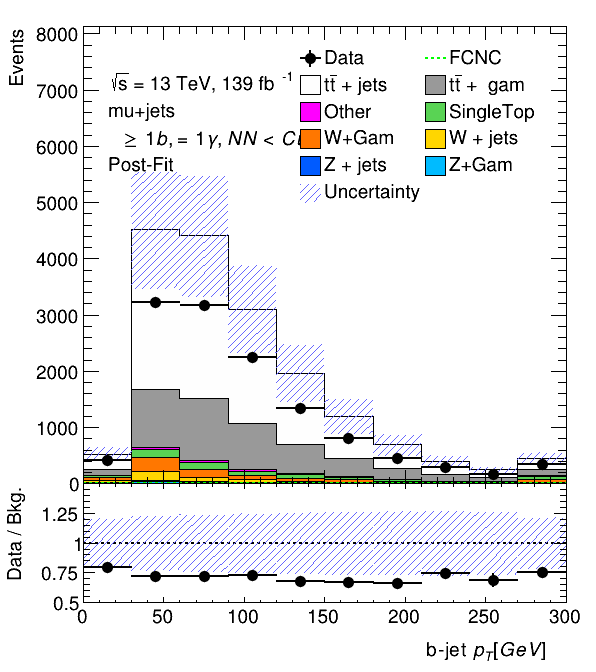 Events
8000
7000
6000
5000
4000
3000
2000
1000
0
√s = 13 TeV, 139 fb -1
mu+jets
≥ 1b, = 1γ, NN <
Post-Fit
Data
FCNC
tt̄ + jets
tt̄ + gam
Other
SingleTop
W+Gam
W + jets
Z + jets
Z+Gam
Uncertainty
Data / Bkg.
1.25
1
0.75
0.5
0 50 100 150 200 250 300
b-jet pT[GeV]